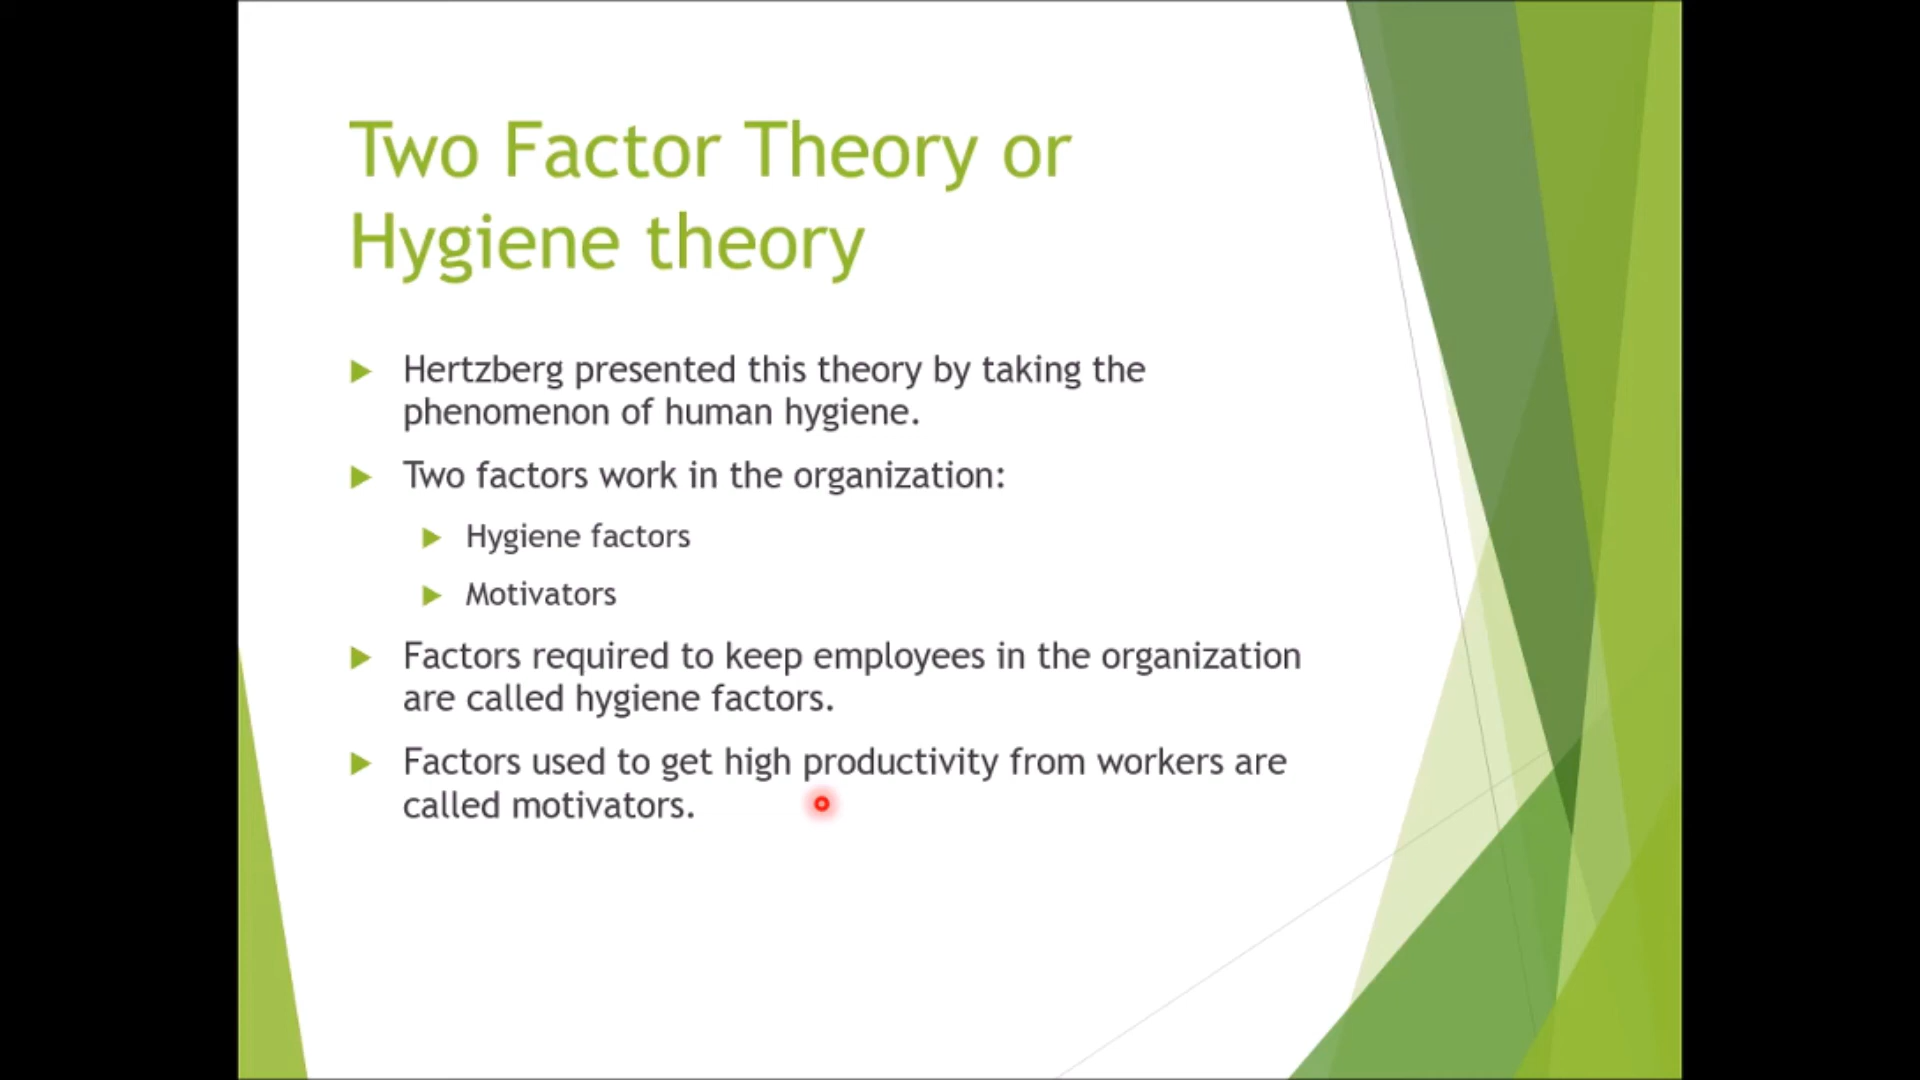 Two Factor Theory or
Hygiene theory
Hertzberg presented this theory by taking the
phenomenon of human hygiene.
Two factors work in the organization:
Hygiene factors
Motivators
Factors required to keep employees in the organization
are called hygiene factors.
Factors used to get high productivity from workers are
called motivators.